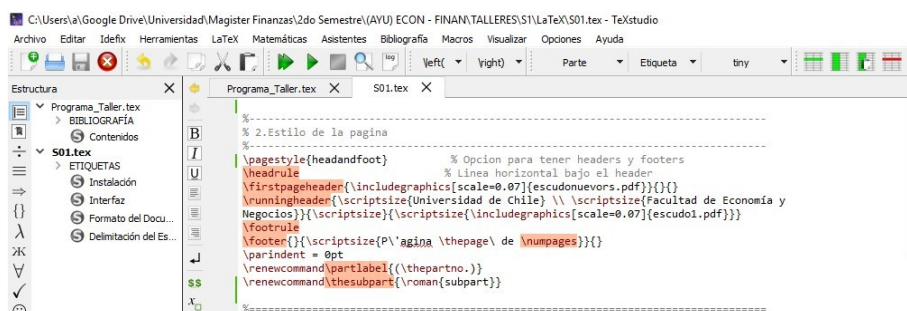 C:\Users\a\Google Drive\Universidad\Magister Finanzas\2do Semestre\(AYU) ECON - FINAN\TALLERES\S1\LaTeX\S01.tex - TeXstudio
Archivo Editar Idefix Herramientas LaTeX Matemáticas Asistentes Bibliografía Macros Visualizar Opciones Ayuda
log \left( \right) Parte Etiqueta tiny
Estructura
Programa_Taller.tex S01.tex
Programa_Taller.tex
BIBLIOGRAFÍA
Contenidos
S01.tex
ETIQUETAS
Instalación
Interfaz
Formato del Docu...
Delimitación del Es...
B
I
U
$$
%------------------------------------------------------------------------
% 2.Estilo de la pagina
%------------------------------------------------------------------------
\pagestyle{headandfoot} % Opcion para tener headers y footers
\headrule % Linea horizontal bajo el header
\firstpageheader{\includegraphics[scale=0.07]{escudonuevors.pdf}}{}{}
\runningheader{\scriptsize{Universidad de Chile} \\ \scriptsize{Facultad de Economía y
Negocios}}{\scriptsize}{\scriptsize{\includegraphics[scale=0.07]{escudo1.pdf}}}
\footrule
\footer{}{\scriptsize{P\'agina \thepage\ de \numpages}}{}
\parindent = 0pt
\renewcommand\partlabel{(\thepartno.)}
\renewcommand\thesubpart{\roman{subpart}}
%========================================================================